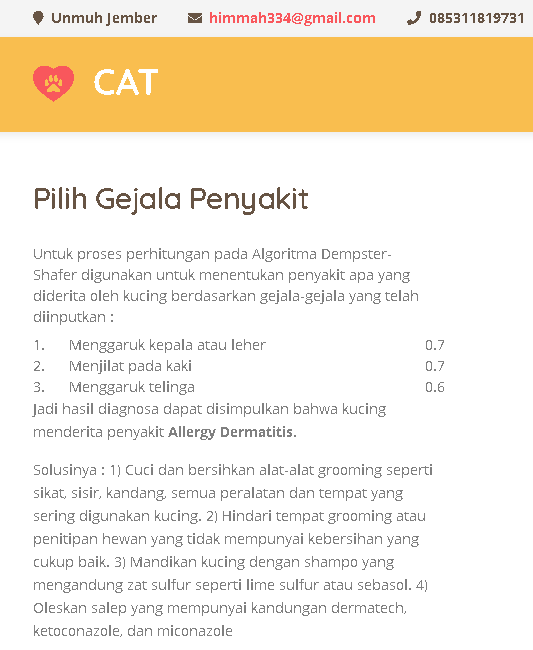 Unmuh Jember himmah334@gmail.com 085311819731
CAT
Pilih Gejala Penyakit
Untuk proses perhitungan pada Algoritma Dempster-
Shafer digunakan untuk menentukan penyakit apa yang
diderita oleh kucing berdasarkan gejala-gejala yang telah
diinputkan :
1. Menggaruk kepala atau leher 0.7
2. Menjilat pada kaki 0.7
3. Menggaruk telinga 0.6
Jadi hasil diagnosa dapat disimpulkan bahwa kucing
menderita penyakit Allergy Dermatitis.
Solusinya : 1) Cuci dan bersihkan alat-alat grooming seperti
sikat, sisir, kandang, semua peralatan dan tempat yang
sering digunakan kucing. 2) Hindari tempat grooming atau
penitipan hewan yang tidak mempunyai kebersihan yang
cukup baik. 3) Mandikan kucing dengan shampo yang
mengandung zat sulfur seperti lime sulfur atau sebasol. 4)
Oleskan salep yang mempunyai kandungan dermatech,
ketoconazole, dan miconazole